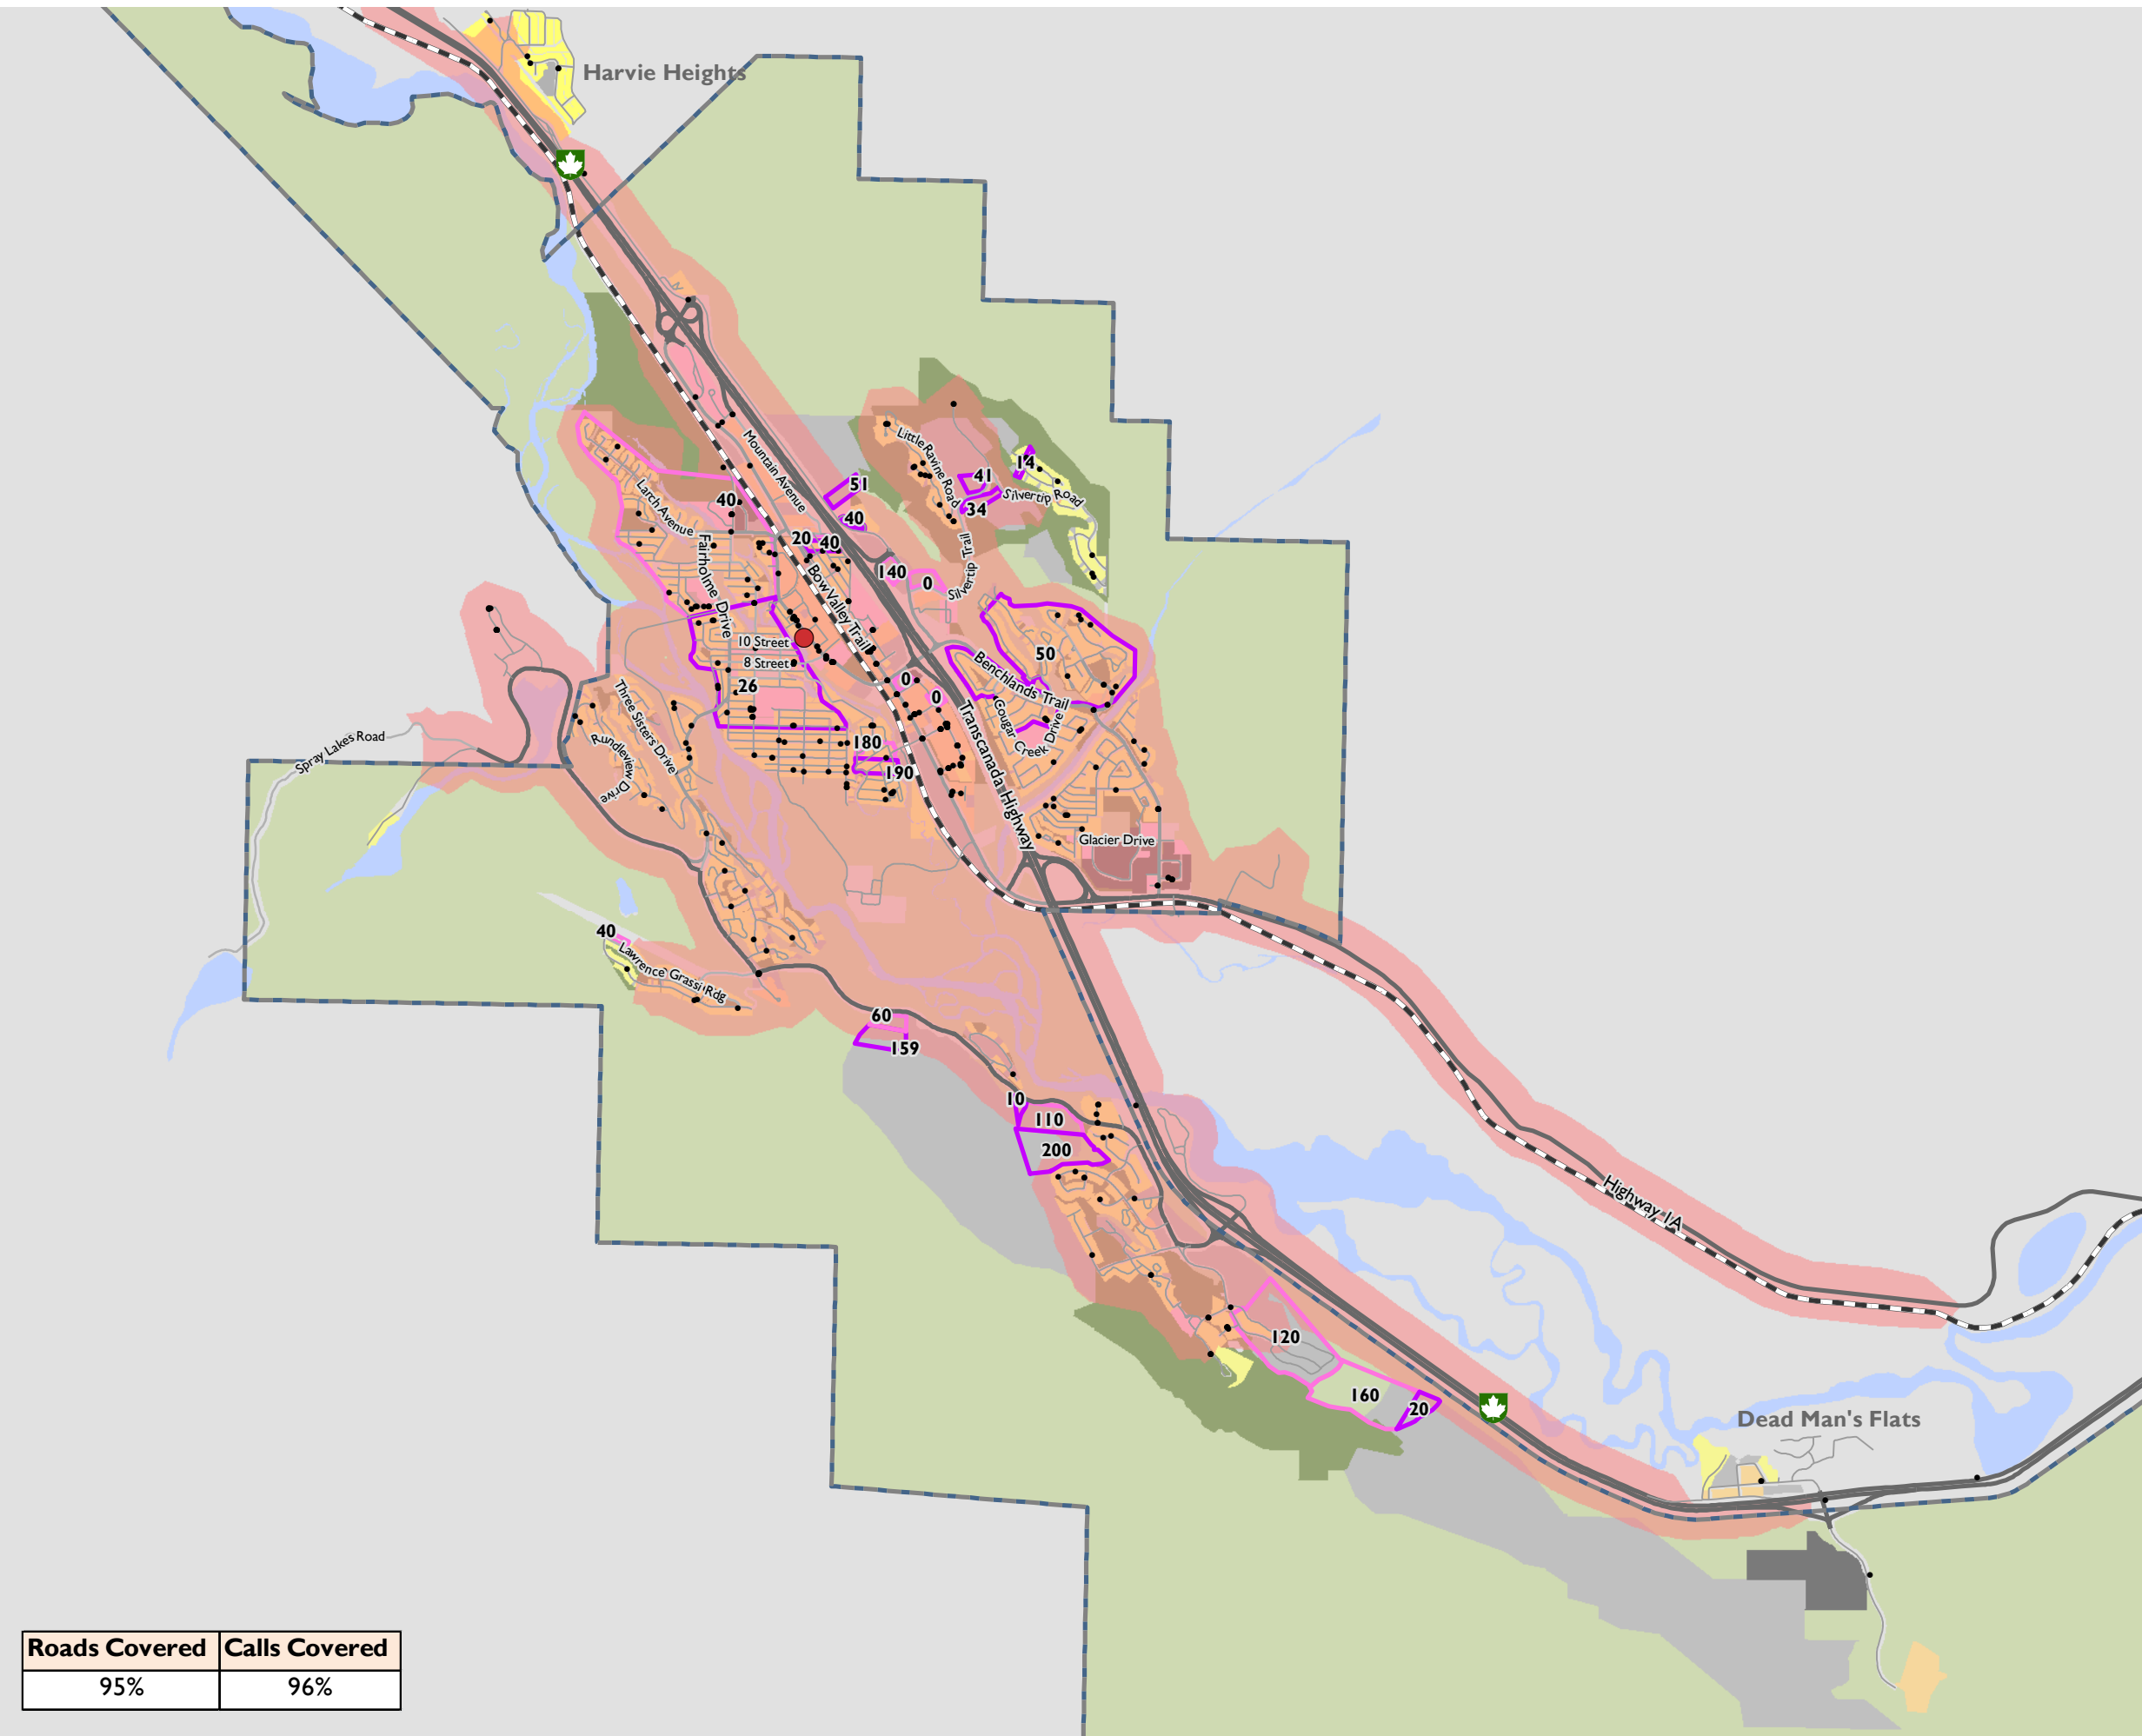 Harvie Heights
Mountain Avenue
Little Ravine Road
41
14
51
Silvertip Road
34
40
Larch Avenue
40
20
40
Fairholme Drive
Bow Valley Trail
140
0
Silvertip Trail
10 Street
8 Street
50
Benchlands Trail
26
0
0
Cougar Creek Drive
Transcanada Highway
Three Sisters Drive
Rundleview Drive
Spray Lakes Road
180
190
Glacier Drive
40
Lawrence Grassi Rdg
60
159
10
110
200
Highway 1A
120
160
20
Dead Man's Flats
Roads Covered
Calls Covered
95%
96%